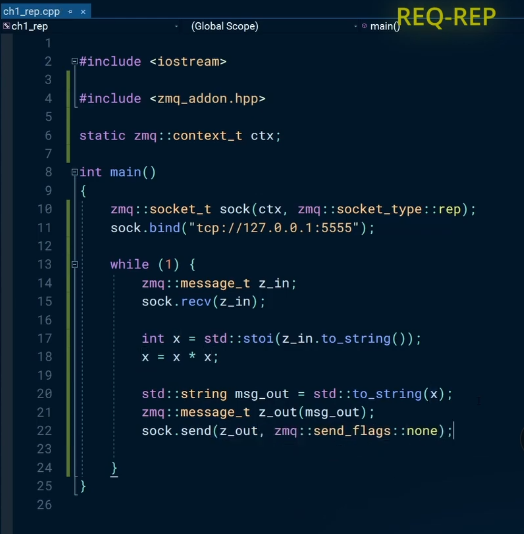 ch1_rep.cpp
REQ-REP
ch1_rep (Global Scope) main()
1
2 #include <iostream>
3
4 #include <zmq_addon.hpp>
5
6 static zmq::context_t ctx;
7
8 int main()
9 {
10 zmq::socket_t sock(ctx, zmq::socket_type::rep);
11 sock.bind("tcp://127.0.0.1:5555");
12
13 while (1) {
14 zmq::message_t z_in;
15 sock.recv(z_in);
16
17 int x = std::stoi(z_in.to_string());
18 x = x * x;
19
20 std::string msg_out = std::to_string(x);
21 zmq::message_t z_out(msg_out);
22 sock.send(z_out, zmq::send_flags::none);
23
24 }
25 }
26